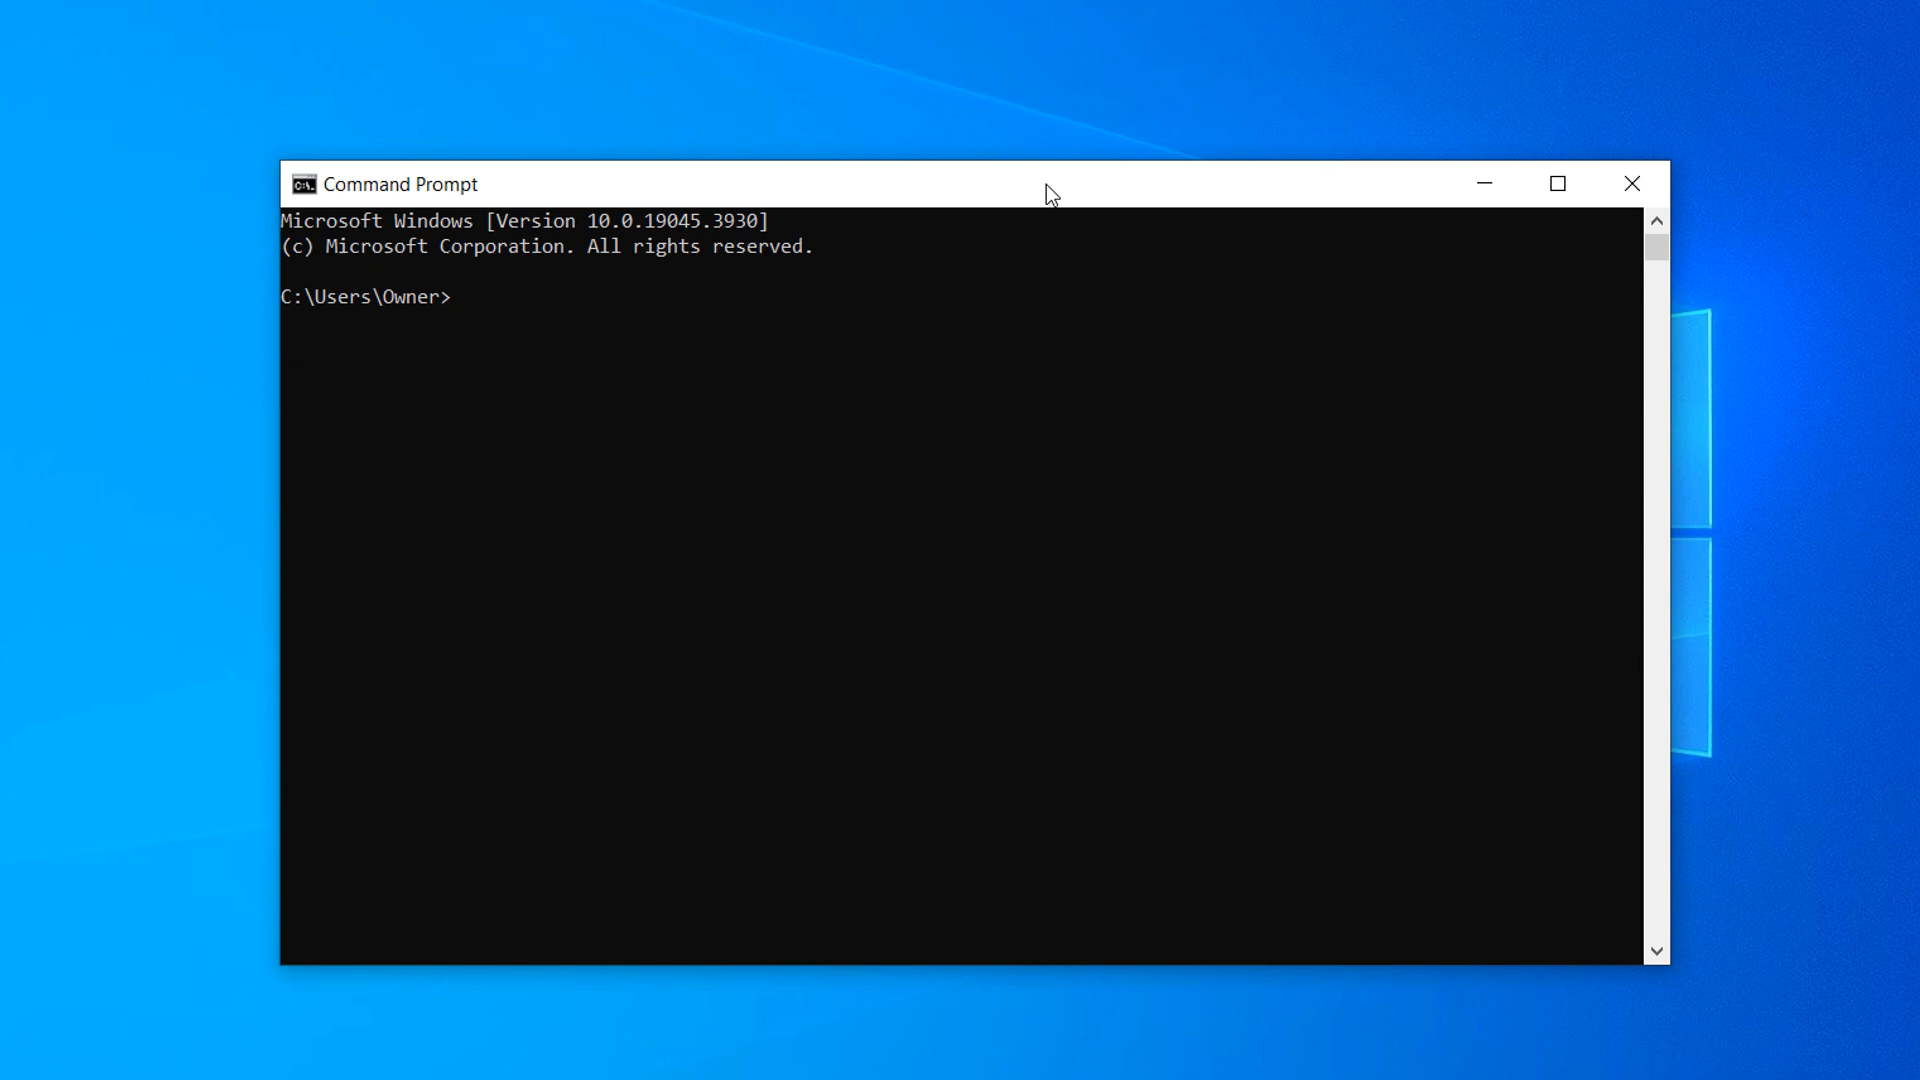 Command Prompt
Microsoft Windows [Version 10.0.19045.3930]
(c) Microsoft Corporation. All rights reserved.
C:\Users\Owner>